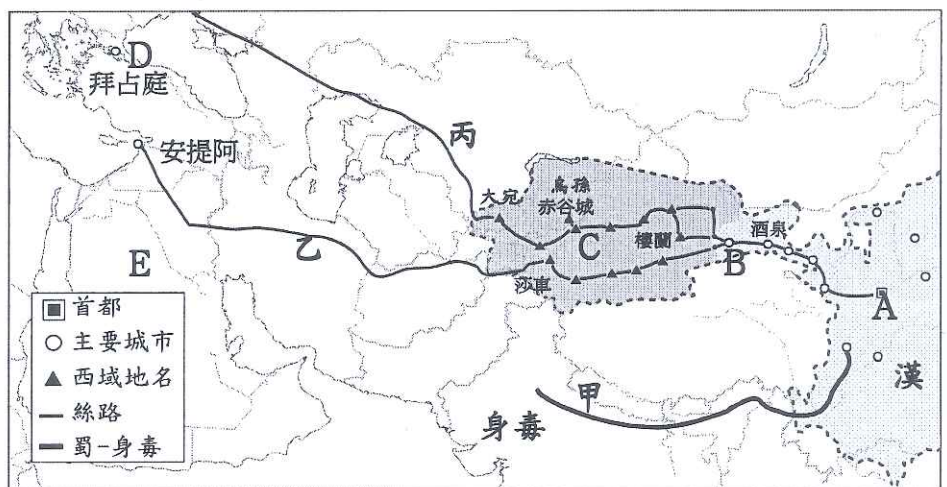 D
拜占庭
安提阿
丙
大宛
烏孫
赤谷城
酒泉
樓蘭
C
B
乙
莎車
E
A
漢
甲
身毒
首都
主要城市
西域地名
絲路
蜀-身毒